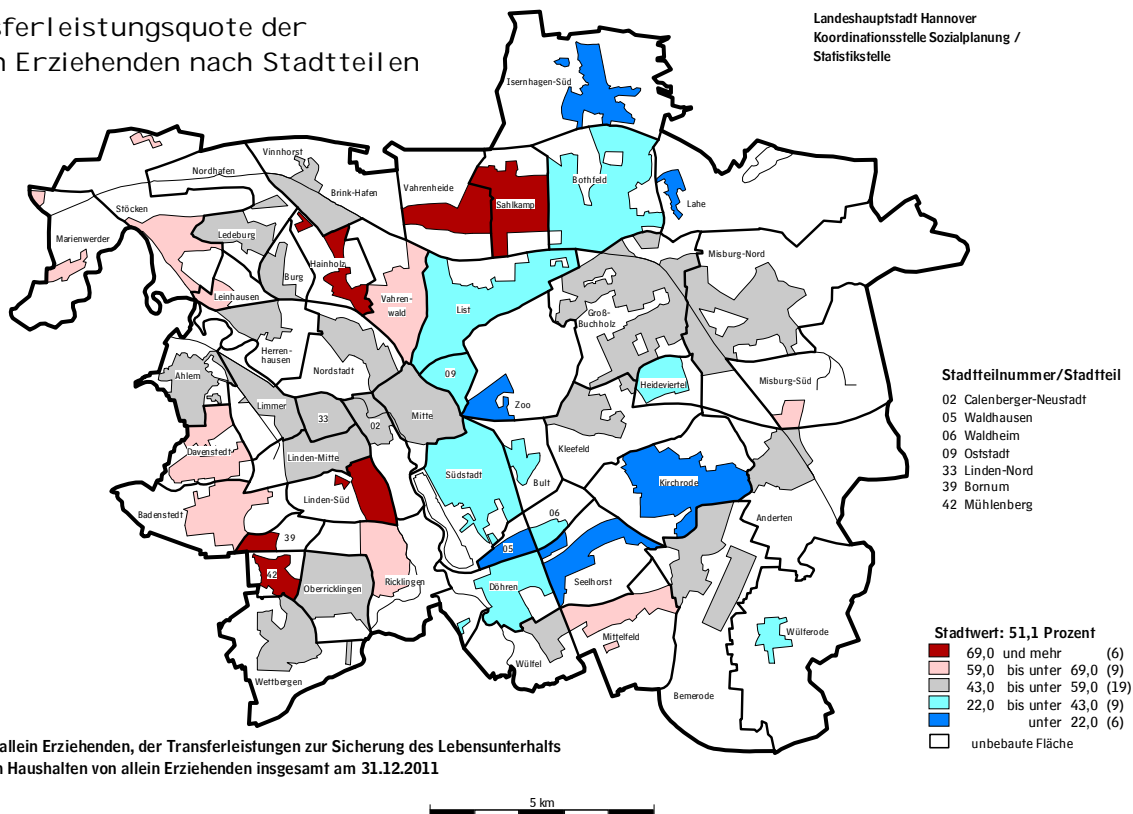 sferleistungsquote der
n Erziehenden nach Stadtteilen
Landeshauptstadt Hannover
Koordinationsstelle Sozialplanung /
Statistikstelle
Isernhagen-Süd
Vinnhorst
Nordhafen
Brink-Hafen
Vahrenheide
Sahlkamp
Bothfeld
Lahe
Stöcken
Marienwerder
Ledeburg
Burg
Hainholz
Leinhausen
Vahren-
wald
List
Groß-
Buchholz
Misburg-Nord
Herren-
hausen
Nordstadt
Ahlem
Limmer
33
02
Mitte
09
Zoo
Heideviertel
Misburg-Süd
Kleefeld
Davenstedt
Linden-Mitte
Linden-Süd
Südstadt
Bult
Kirchrode
Badenstedt
39
06
05
Anderten
42
Oberricklingen
Ricklingen
Döhren
Seelhorst
Mittelfeld
Wülfel
Wettbergen
Bemerode
Wülferode
Stadtteilnummer/Stadtteil
02 Calenberger-Neustadt
05 Waldhausen
06 Waldheim
09 Oststadt
33 Linden-Nord
39 Bornum
42 Mühlenberg
Stadtwert: 51,1 Prozent
69,0 und mehr (6)
59,0 bis unter 69,0 (9)
43,0 bis unter 59,0 (19)
22,0 bis unter 43,0 (9)
unter 22,0 (6)
unbebaute Fläche
allein Erziehenden, der Transferleistungen zur Sicherung des Lebensunterhalts
n Haushalten von allein Erziehenden insgesamt am 31.12.2011
5 km